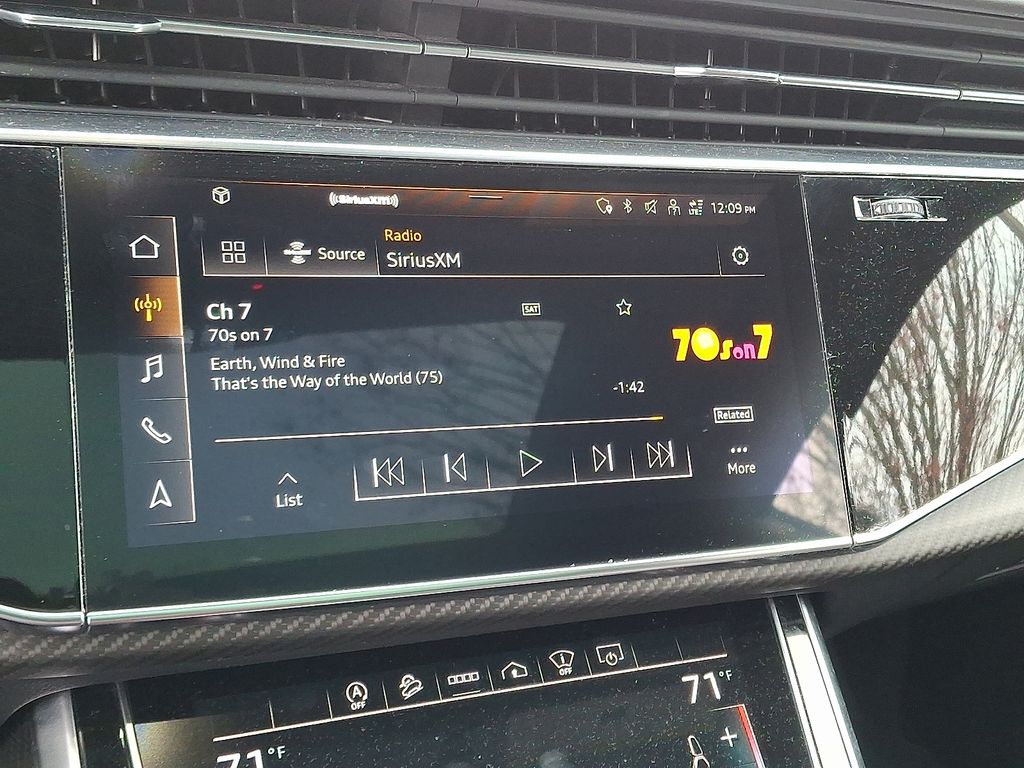 SiriusXM
LTE
12:09 PM
Source
Radio
SiriusXM
Ch 7
SAT
70s on 7
70s on 7
Earth, Wind & Fire
That's the Way of the World (75)
-1:42
Related
List
More
A
OFF
OFF
71°F
71°F
+